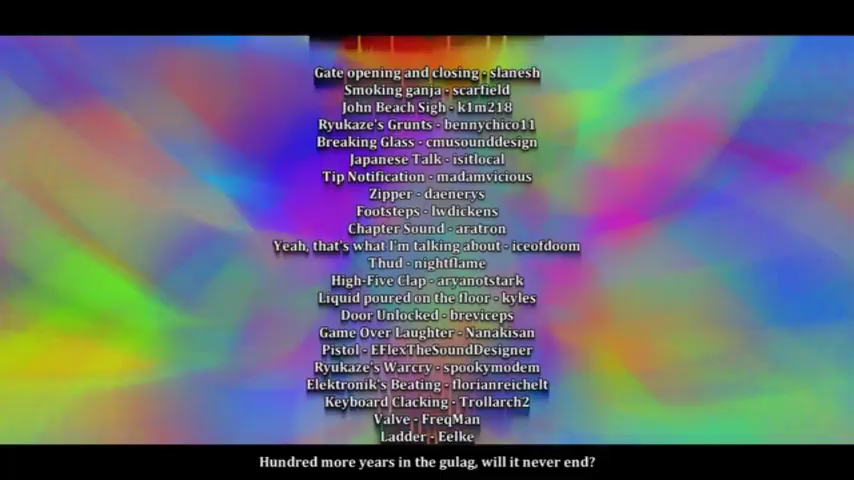 Gate opening and closing - slanesh
Smoking ganja - scarfield
John Beach Sigh - k1m218
Ryukaze's Grunts - bennychico11
Breaking Glass - cmusounddesign
Japanese Talk - isitlocal
Tip Notification - madamvicious
Zipper - daenerys
Footsteps - lwdickens
Chapter Sound - aratron
Yeah, that's what I'm talking about - iceofdoom
Thud - nightflame
High-Five Clap - aryanotstark
Liquid poured on the floor - kyles
Door Unlocked - breviceps
Game Over Laughter - Nanakisan
Pistol - EFlexTheSoundDesigner
Ryukaze's Warcry - spookymodem
Elektronik's Beating - florianreichelt
Keyboard Clacking - Trollarch2
Valve - FreqMan
Ladder - Eelke
Hundred more years in the gulag, will it never end?